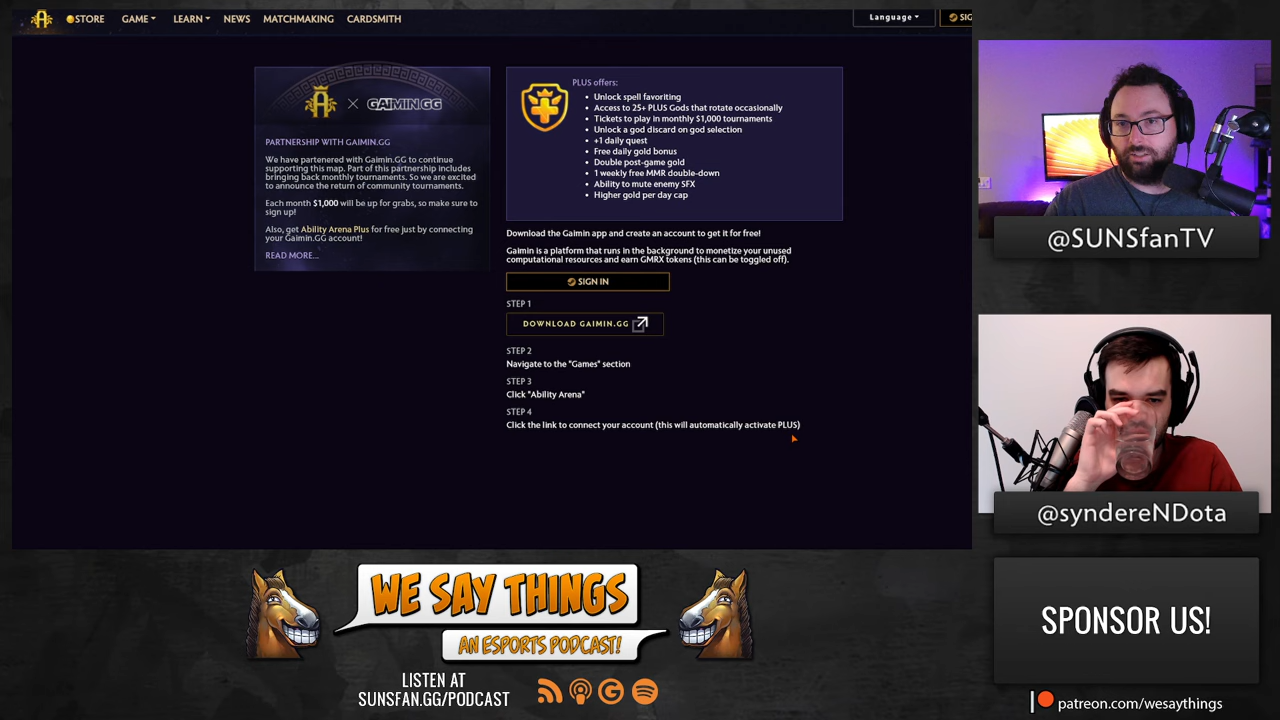 STORE
GAME
LEARN
NEWS
MATCHMAKING
CARDSMITH
Language
SIG
GAIMIN GG
PARTNERSHIP WITH GAIMIN.GG
We have partenered with Gaimin.GG to continue
supporting this map. Part of this partnership includes
bringing back monthly tournaments. So we are excited
to announce the return of community tournaments.
Each month $1,000 will be up for grabs, so make sure to
sign up!
Also, get Ability Arena Plus for free just by connecting
your Gaimin.GG account!
READ MORE...
PLUS offers:
Unlock spell favoriting
Access to 25+ PLUS Gods that rotate occasionally
Tickets to play in monthly $1,000 tournaments
Unlock a god discard on god selection
+1 daily quest
Free daily gold bonus
Double post-game gold
1 weekly free MMR double-down
Ability to mute enemy SFX
Higher gold per day cap
Download the Gaimin app and create an account to get it for free!
Gaimin is a platform that runs in the background to monetize your unused
computational resources and earn GMRX tokens (this can be toggled off).
SIGN IN
STEP 1
DOWNLOAD GAIMIN.GG
STEP 2
Navigate to the "Games" section
STEP 3
Click "Ability Arena"
STEP 4
Click the link to connect your account (this will automatically activate PLUS)
@SUNSfanTV
@syndereNDota
WE SAY THINGS
AN ESPORTS PODCAST!
LISTEN AT
SUNSFAN.GG/PODCAST
SPONSOR US!
patreon.com/wesaythings